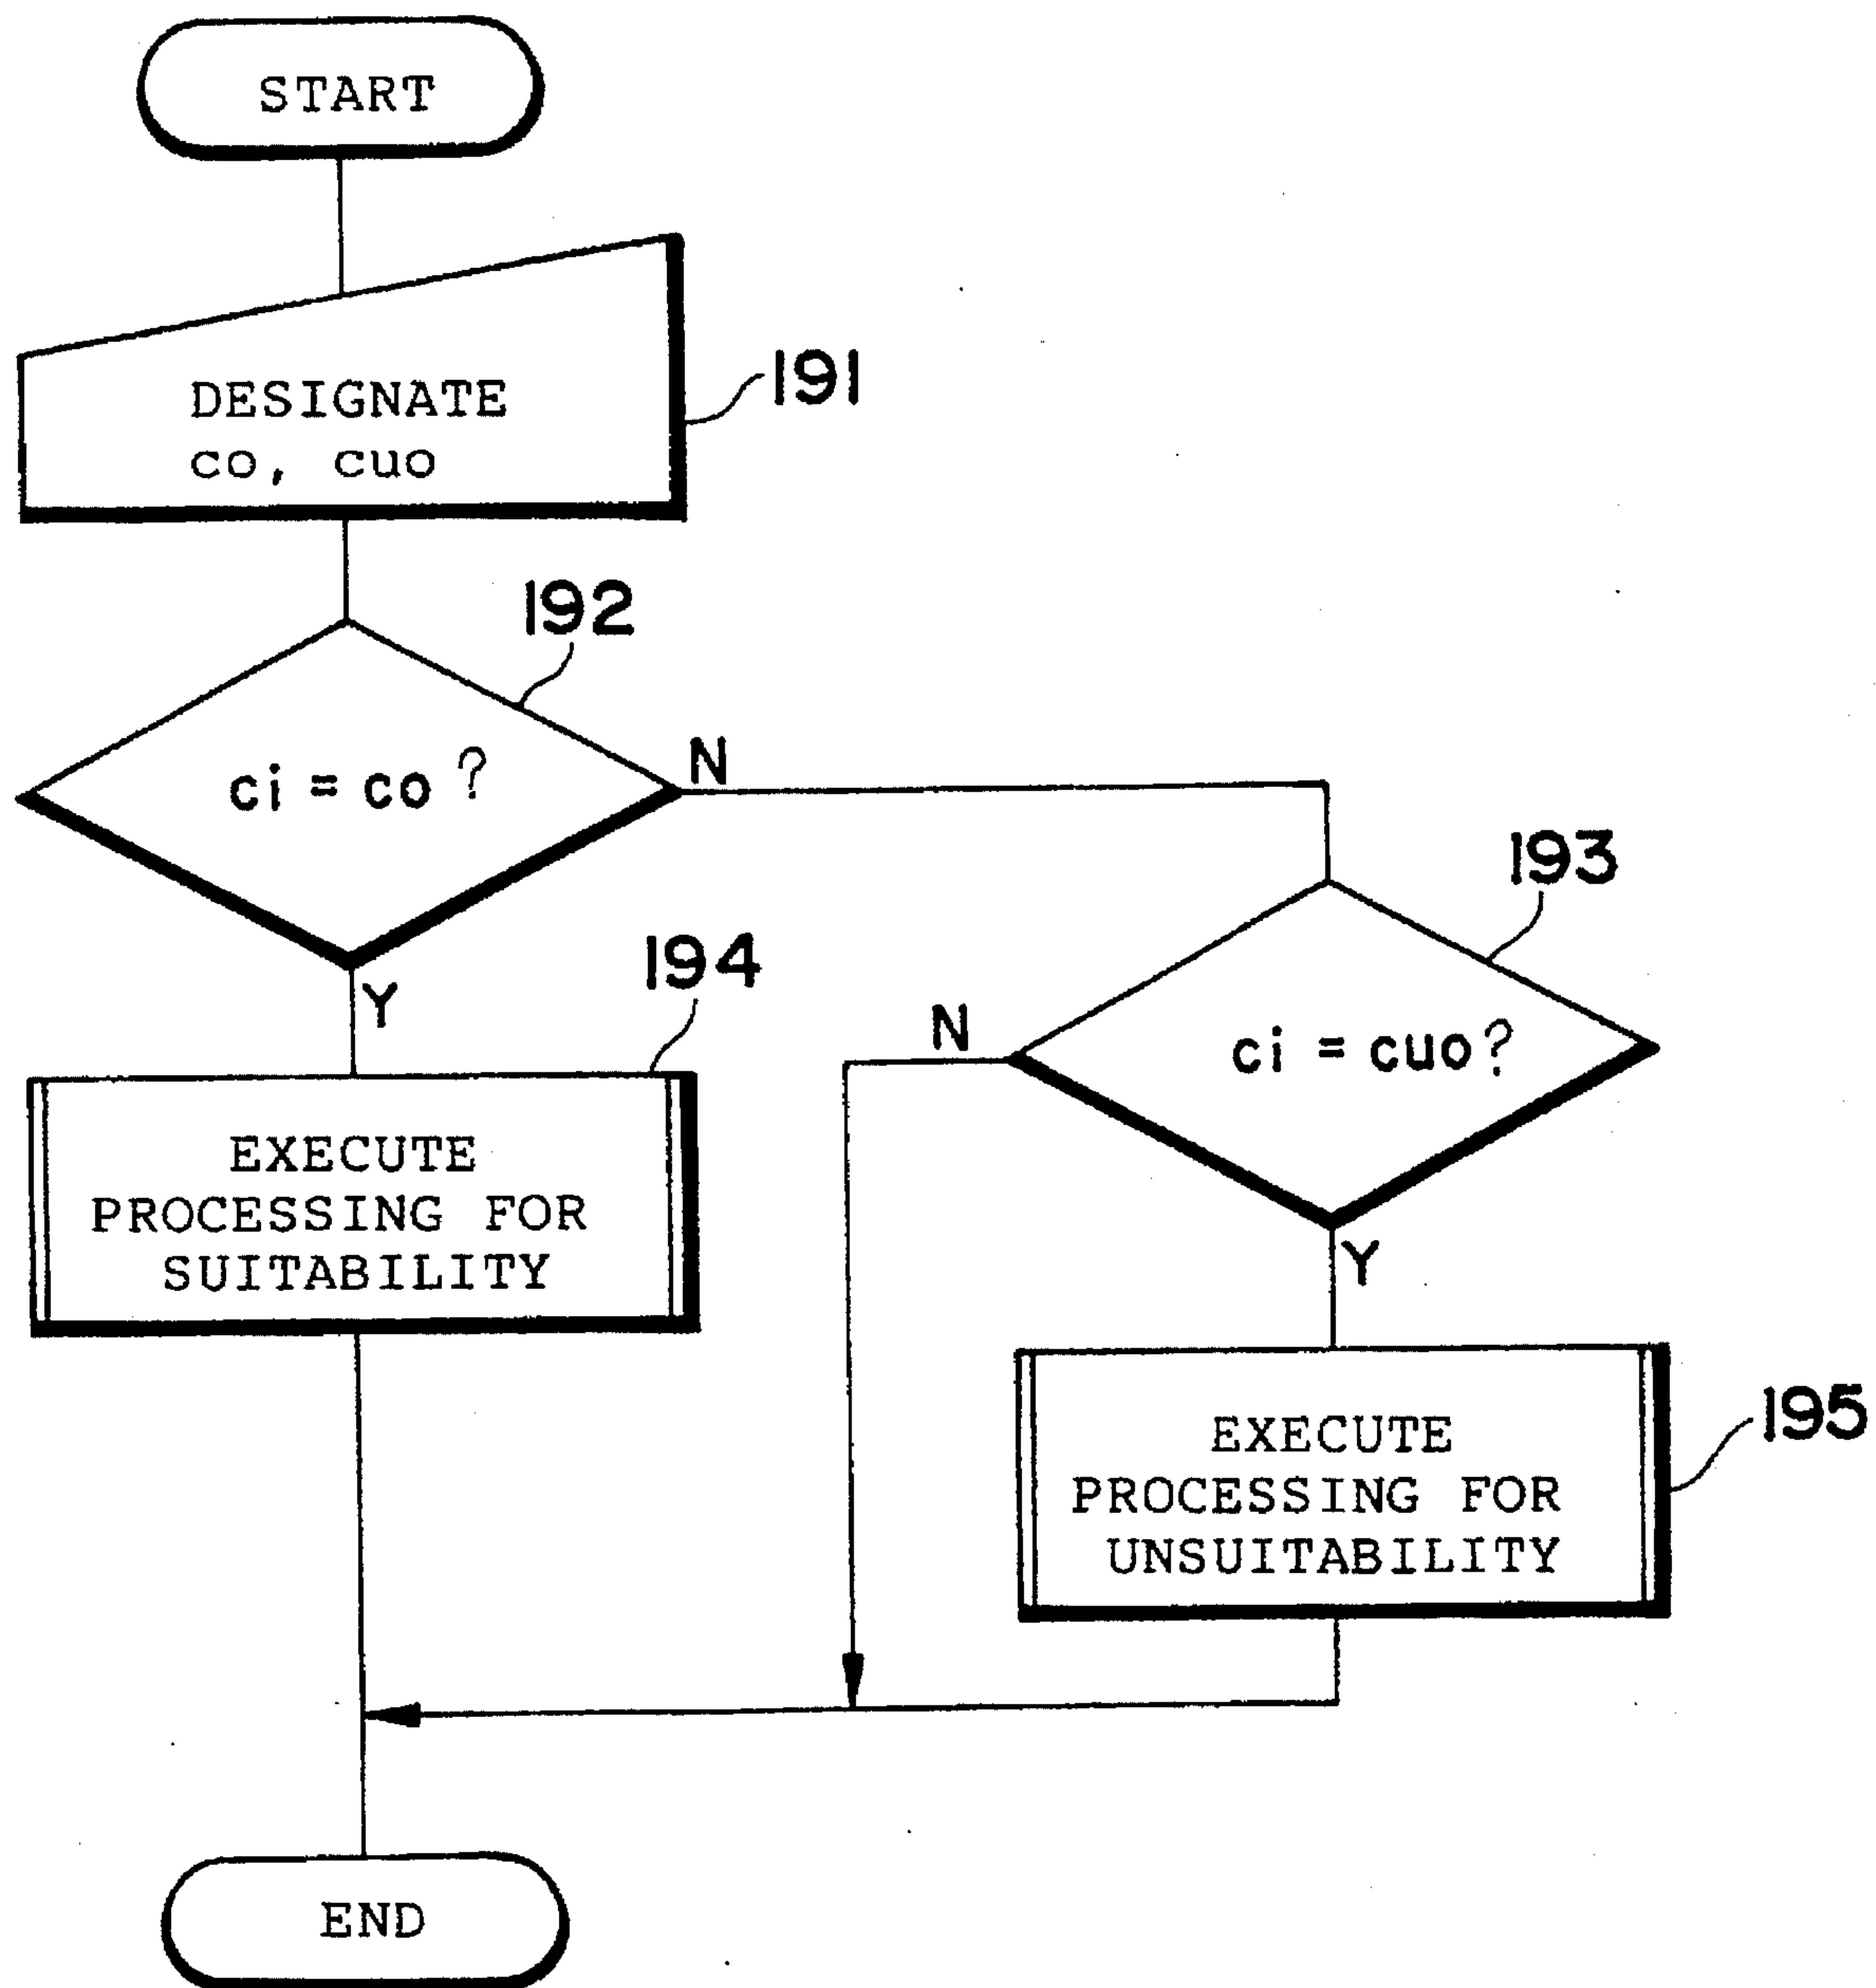 START
DESIGNATE
co, cuo
191
192
ci = co ?
N
Y
193
ci = cuo?
N
Y
194
EXECUTE
PROCESSING FOR
SUITABILITY
195
EXECUTE
PROCESSING FOR
UNSUITABILITY
END